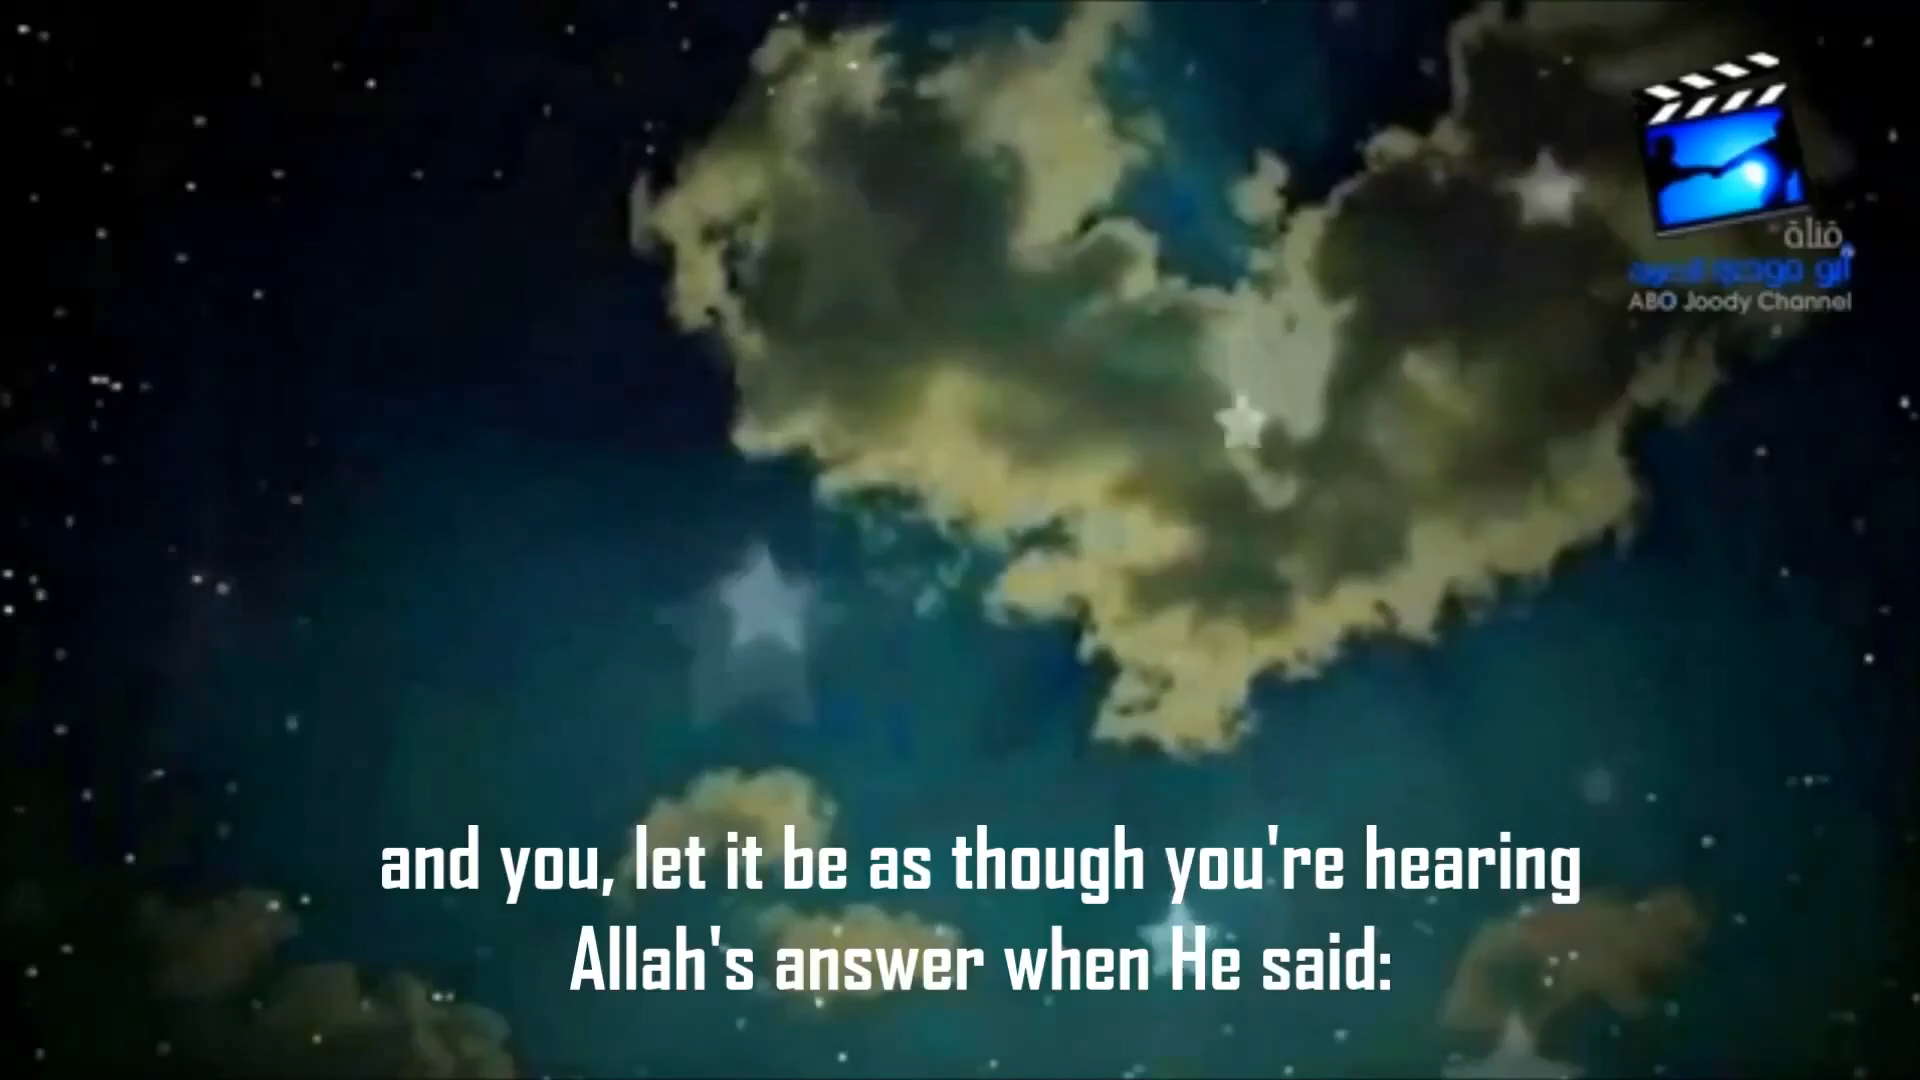 قناة
ABO Joody Channel
and you, let it be as though you're hearing
Allah's answer when He said: